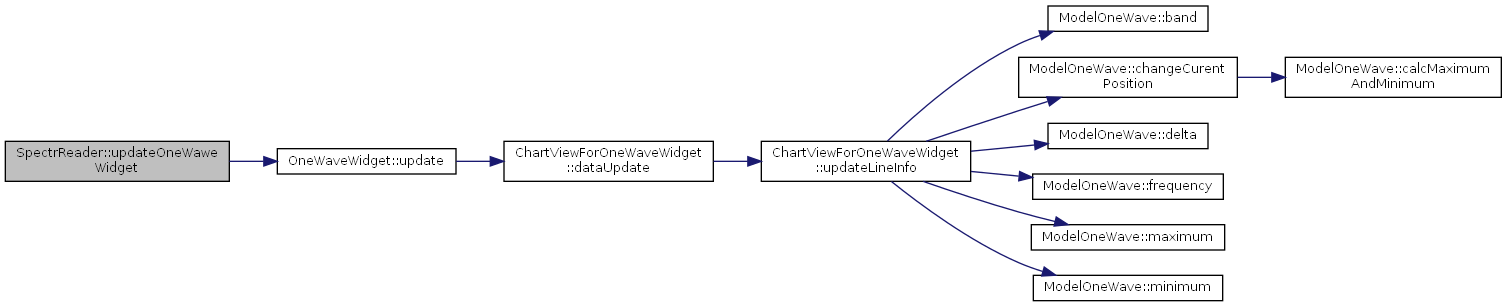 SpectrReader::updateOneWawe
Widget
OneWaveWidget::update
ChartViewForOneWaveWidget
::dataUpdate
ChartViewForOneWaveWidget
::updateLineInfo
ModelOneWave::band
ModelOneWave::changeCurent
Position
ModelOneWave::calcMaximum
AndMinimum
ModelOneWave::delta
ModelOneWave::frequency
ModelOneWave::maximum
ModelOneWave::minimum